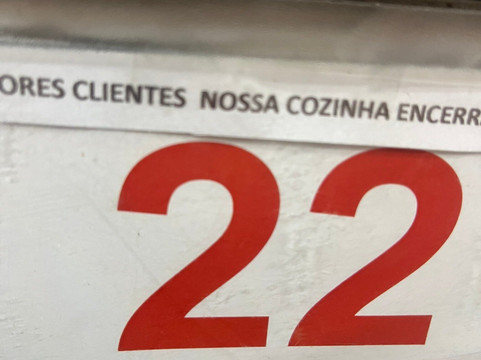 ORES CLIENTES NOSSA COZINHA ENCERR
22